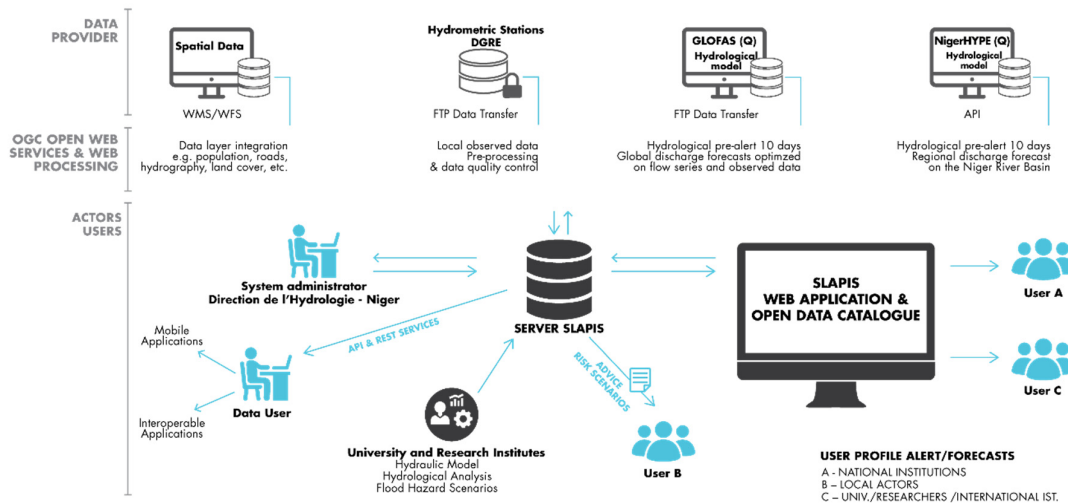 DATA
PROVIDER
Spatial Data
WMS/WFS
Hydrometric Stations
DGRE
FTP Data Transfer
GLOFAS (Q)
Hydrological
model
FTP Data Transfer
NigerHYPE (Q)
Hydrological
model
API
OGC OPEN WEB
SERVICES & WEB
PROCESSING
Data layer integration
e.g. population, roads,
hydrography, land cover, etc.
Local observed data
Pre-processing
& data quality control
Hydrological pre-alert 10 days
Global discharge forecasts optimzed
on flow series and observed data
Hydrological pre-alert 10 days
Regional discharge forecast
on the Niger River Basin
ACTORS
USERS
System administrator
Direction de l'Hydrologie - Niger
SERVER SLAPIS
SLAPIS
WEB APPLICATION &
OPEN DATA CATALOGUE
User A
User C
API & REST SERVICES
Mobile
Applications
Data User
Interoperable
Applications
University and Research Institutes
Hydraulic Model
Hydrological Analysis
Flood Hazard Scenarios
ADVICE
RISK SCENARIOS
User B
USER PROFILE ALERT/FORECASTS
A - NATIONAL INSTITUTIONS
B – LOCAL ACTORS
C – UNIV./RESEARCHERS /INTERNATIONAL IST.